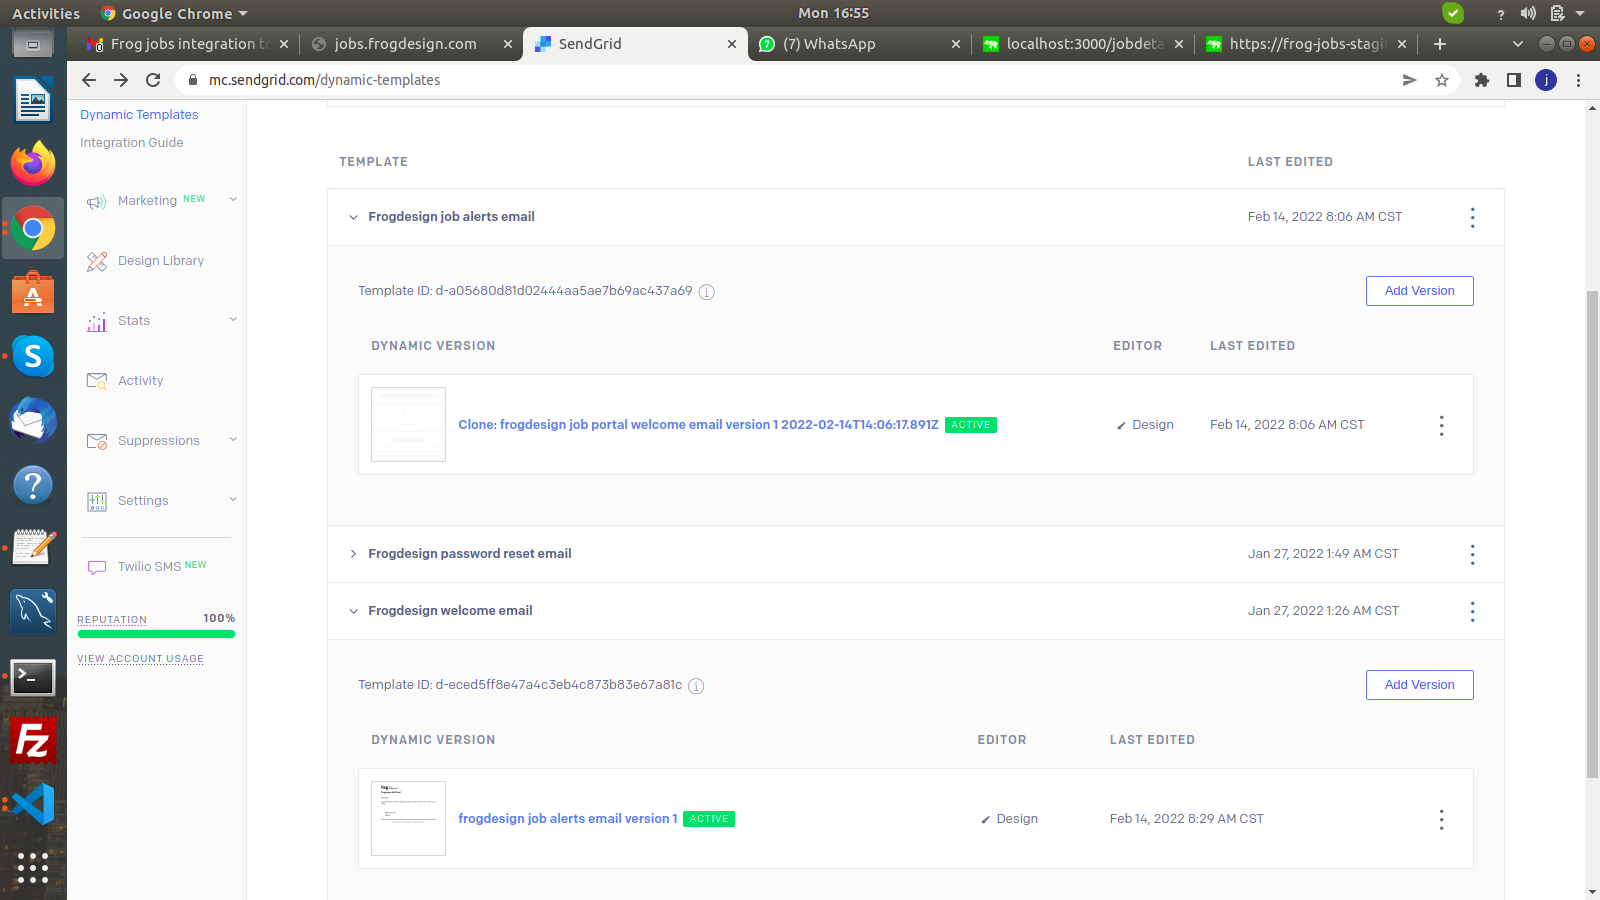 Activities Google Chrome Mon 16:55
Frog jobs integration to jobs.frogdesign.com SendGrid (7) WhatsApp localhost:3000/jobdeta https://frog-jobs-stagi
mc.sendgrid.com/dynamic-templates j
Dynamic Templates
Integration Guide
Marketing NEW
Design Library
Stats
Activity
Suppressions
Settings
Twilio SMS NEW
REPUTATION 100%
VIEW ACCOUNT USAGE
TEMPLATE LAST EDITED
Frogdesign job alerts email Feb 14, 2022 8:06 AM CST
Template ID: d-a05680d81d02444aa5ae7b69ac437a69 Add Version
DYNAMIC VERSION EDITOR LAST EDITED
Clone: frogdesign job portal welcome email version 1 2022-02-14T14:06:17.891Z ACTIVE Design Feb 14, 2022 8:06 AM CST
Frogdesign password reset email Jan 27, 2022 1:49 AM CST
Frogdesign welcome email Jan 27, 2022 1:26 AM CST
Template ID: d-eced5ff8e47a4c3eb4c873b83e67a81c Add Version
DYNAMIC VERSION EDITOR LAST EDITED
frog
frogdesign job alerts email version 1 ACTIVE Design Feb 14, 2022 8:29 AM CST